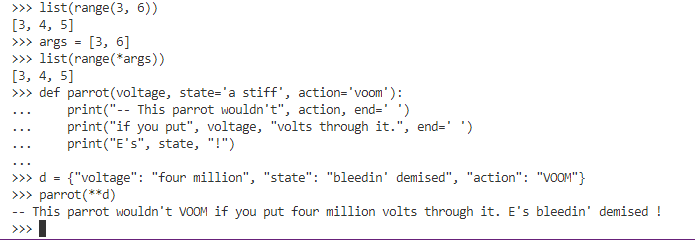 >>> list(range(3, 6))
[3, 4, 5]
>>> args = [3, 6]
>>> list(range(*args))
[3, 4, 5]
>>> def parrot(voltage, state='a stiff', action='voom'):
...     print("-- This parrot wouldn't", action, end=' ')
...     print("if you put", voltage, "volts through it.", end=' ')
...     print("E's", state, "!")
...
>>> d = {"voltage": "four million", "state": "bleedin' demised", "action": "VOOM"}
>>> parrot(**d)
-- This parrot wouldn't VOOM if you put four million volts through it. E's bleedin' demised !
>>>